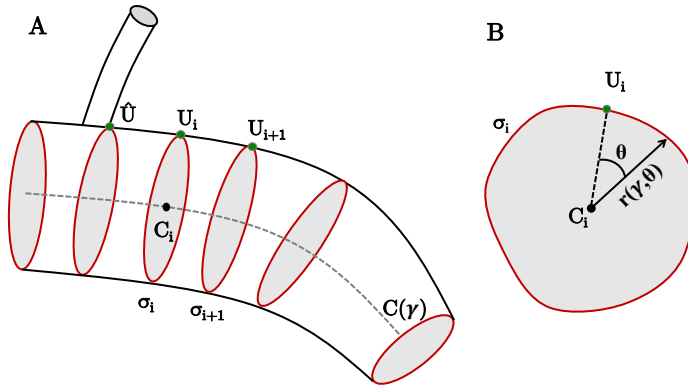 A
B
Û
U_i
U_{i+1}
C_i
σ_i
σ_{i+1}
C(γ)
U_i
σ_i
θ
r(γ,θ)
C_i